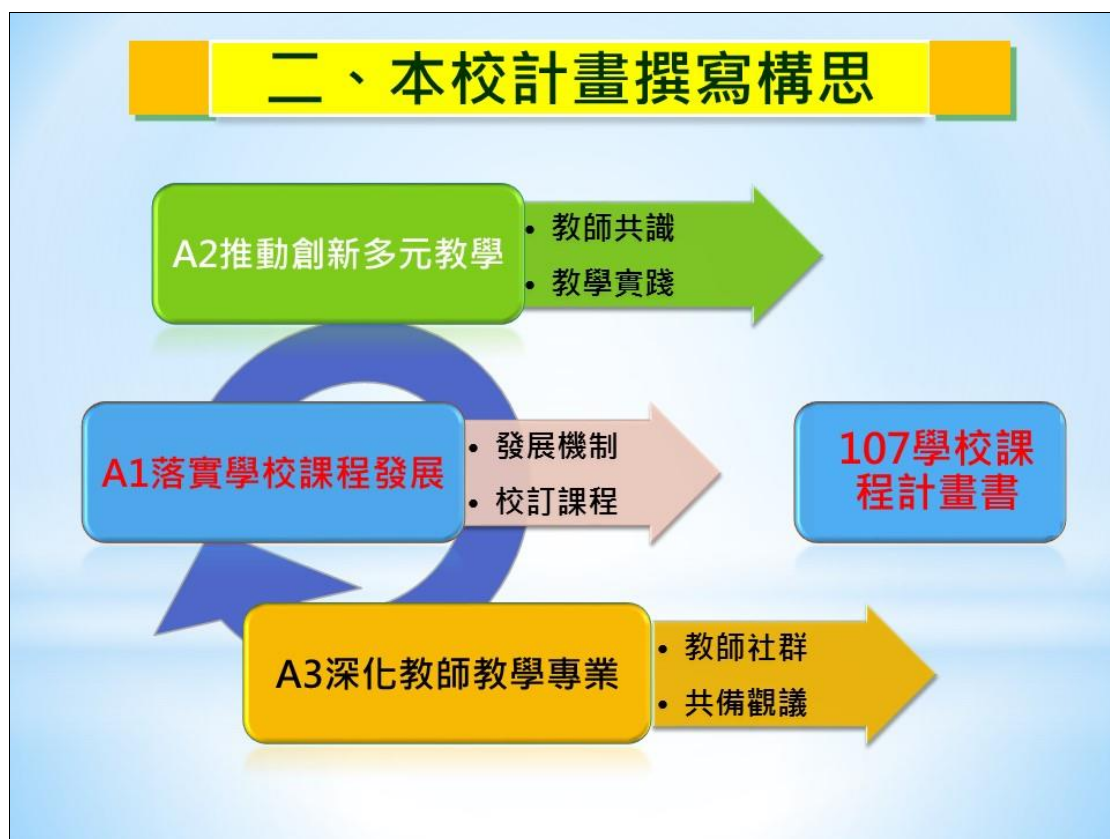 二、本校計畫撰寫構思
A2推動創新多元教學
• 教師共識
• 教學實踐
A1落實學校課程發展
• 發展機制
• 校訂課程
107學校課
程計畫書
A3深化教師教學專業
• 教師社群
• 共備觀議